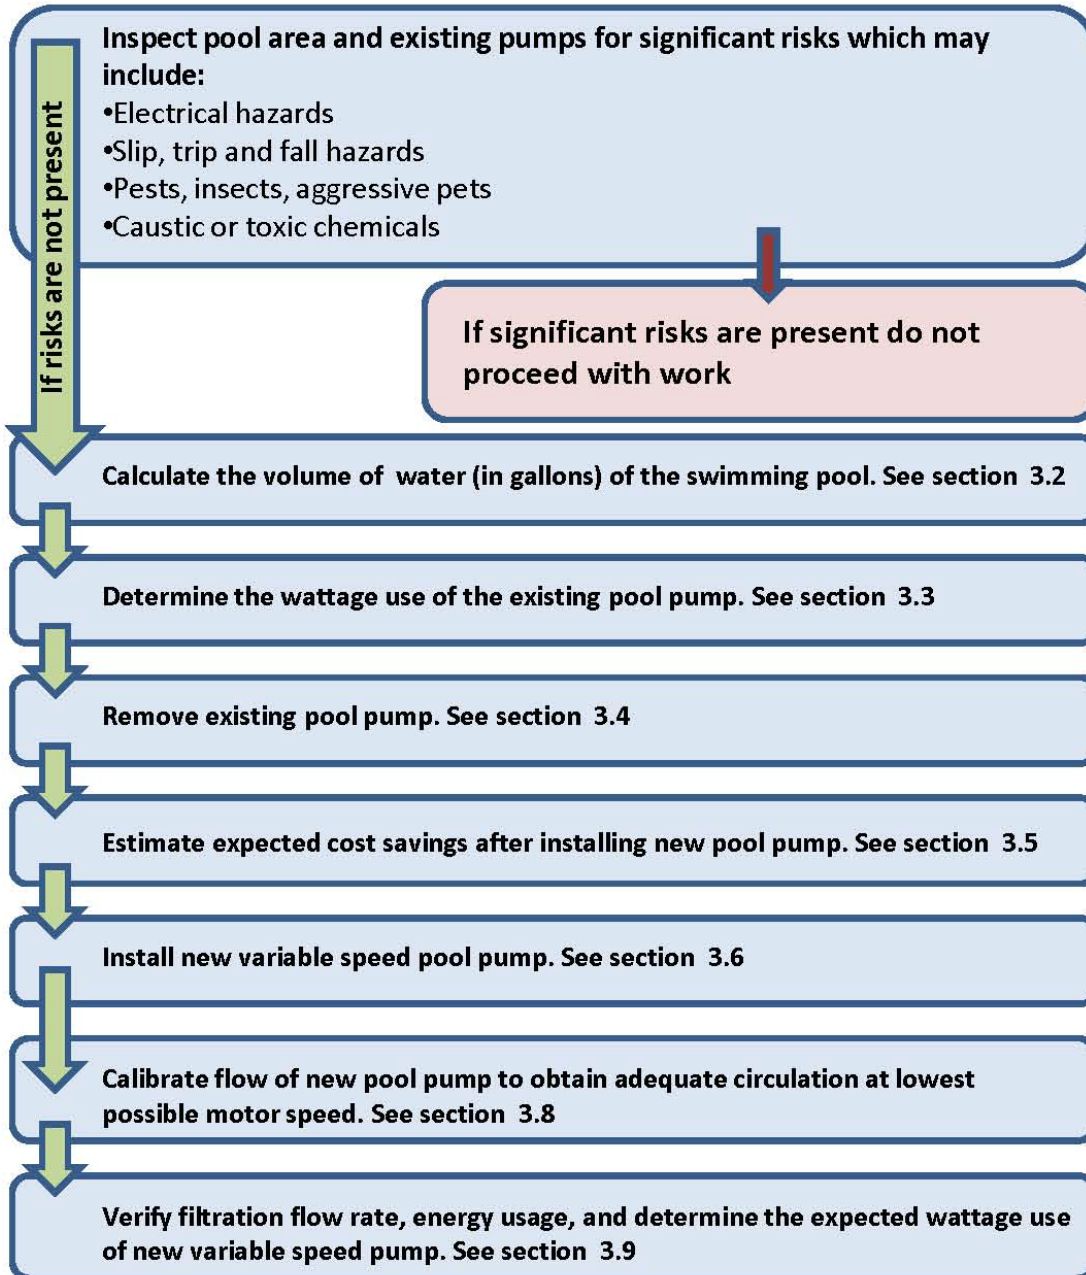 Inspect pool area and existing pumps for significant risks which may
include:
•Electrical hazards
•Slip, trip and fall hazards
•Pests, insects, aggressive pets
•Caustic or toxic chemicals
If risks are not present
If significant risks are present do not
proceed with work
Calculate the volume of water (in gallons) of the swimming pool. See section 3.2
Determine the wattage use of the existing pool pump. See section 3.3
Remove existing pool pump. See section 3.4
Estimate expected cost savings after installing new pool pump. See section 3.5
Install new variable speed pool pump. See section 3.6
Calibrate flow of new pool pump to obtain adequate circulation at lowest
possible motor speed. See section 3.8
Verify filtration flow rate, energy usage, and determine the expected wattage use
of new variable speed pump. See section 3.9